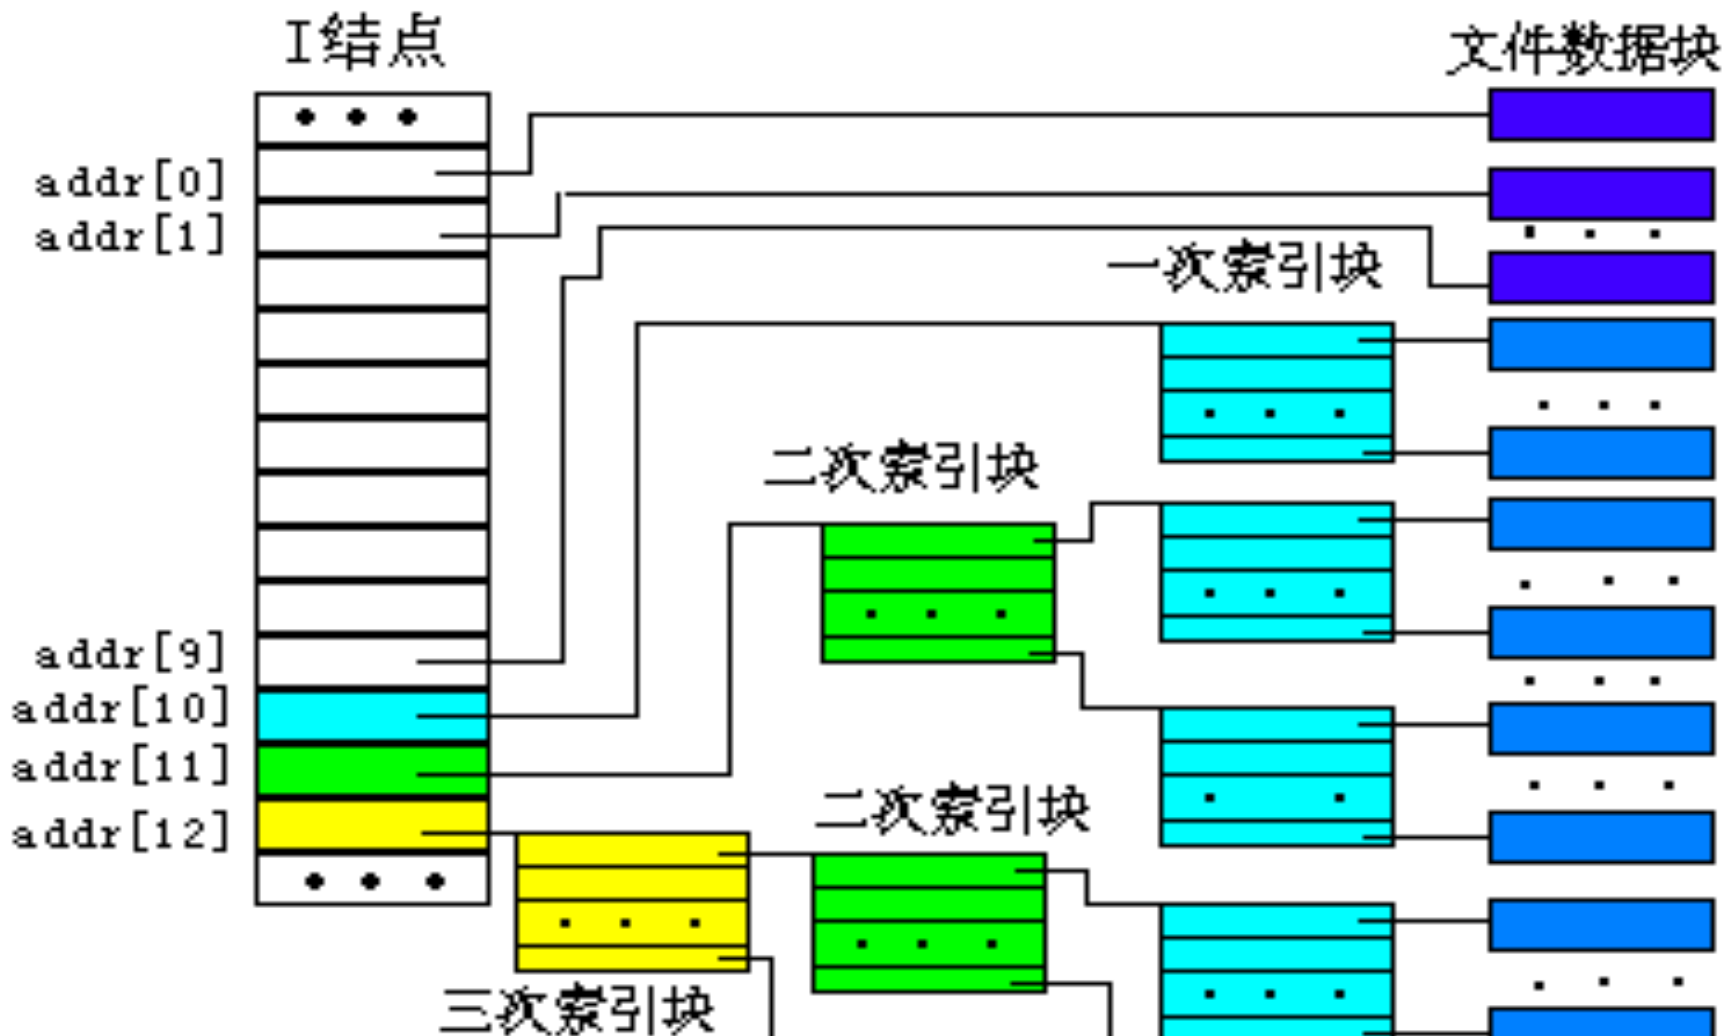 I结点
文件数据块
addr[0]
addr[1]
一次索引块
二次索引块
addr[9]
addr[10]
addr[11]
二次索引块
addr[12]
三次索引块